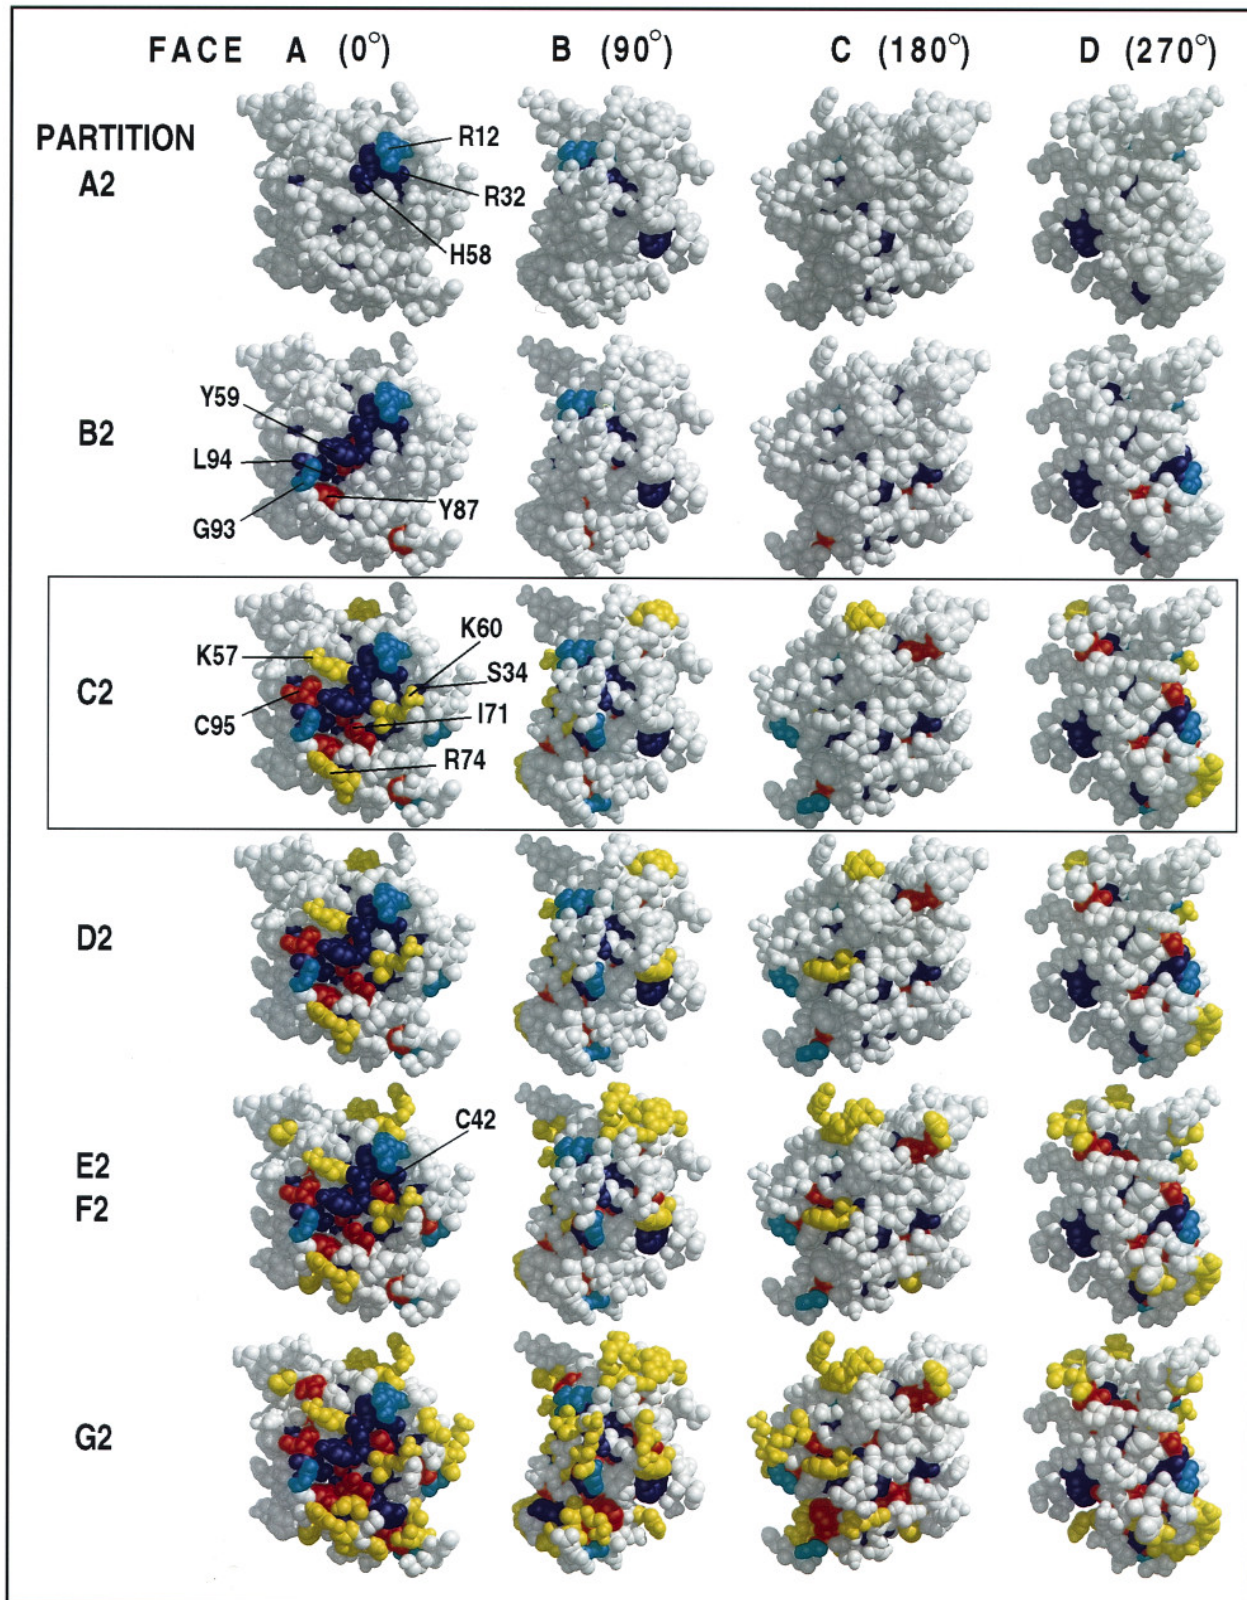 FACE A (0°) B (90°) C (180°) D (270°)
PARTITION
A2
R12
R32
H58
B2
Y59
L94
G93
Y87
C2
K57
C95
K60
S34
I71
R74
D2
E2
F2
C42
G2